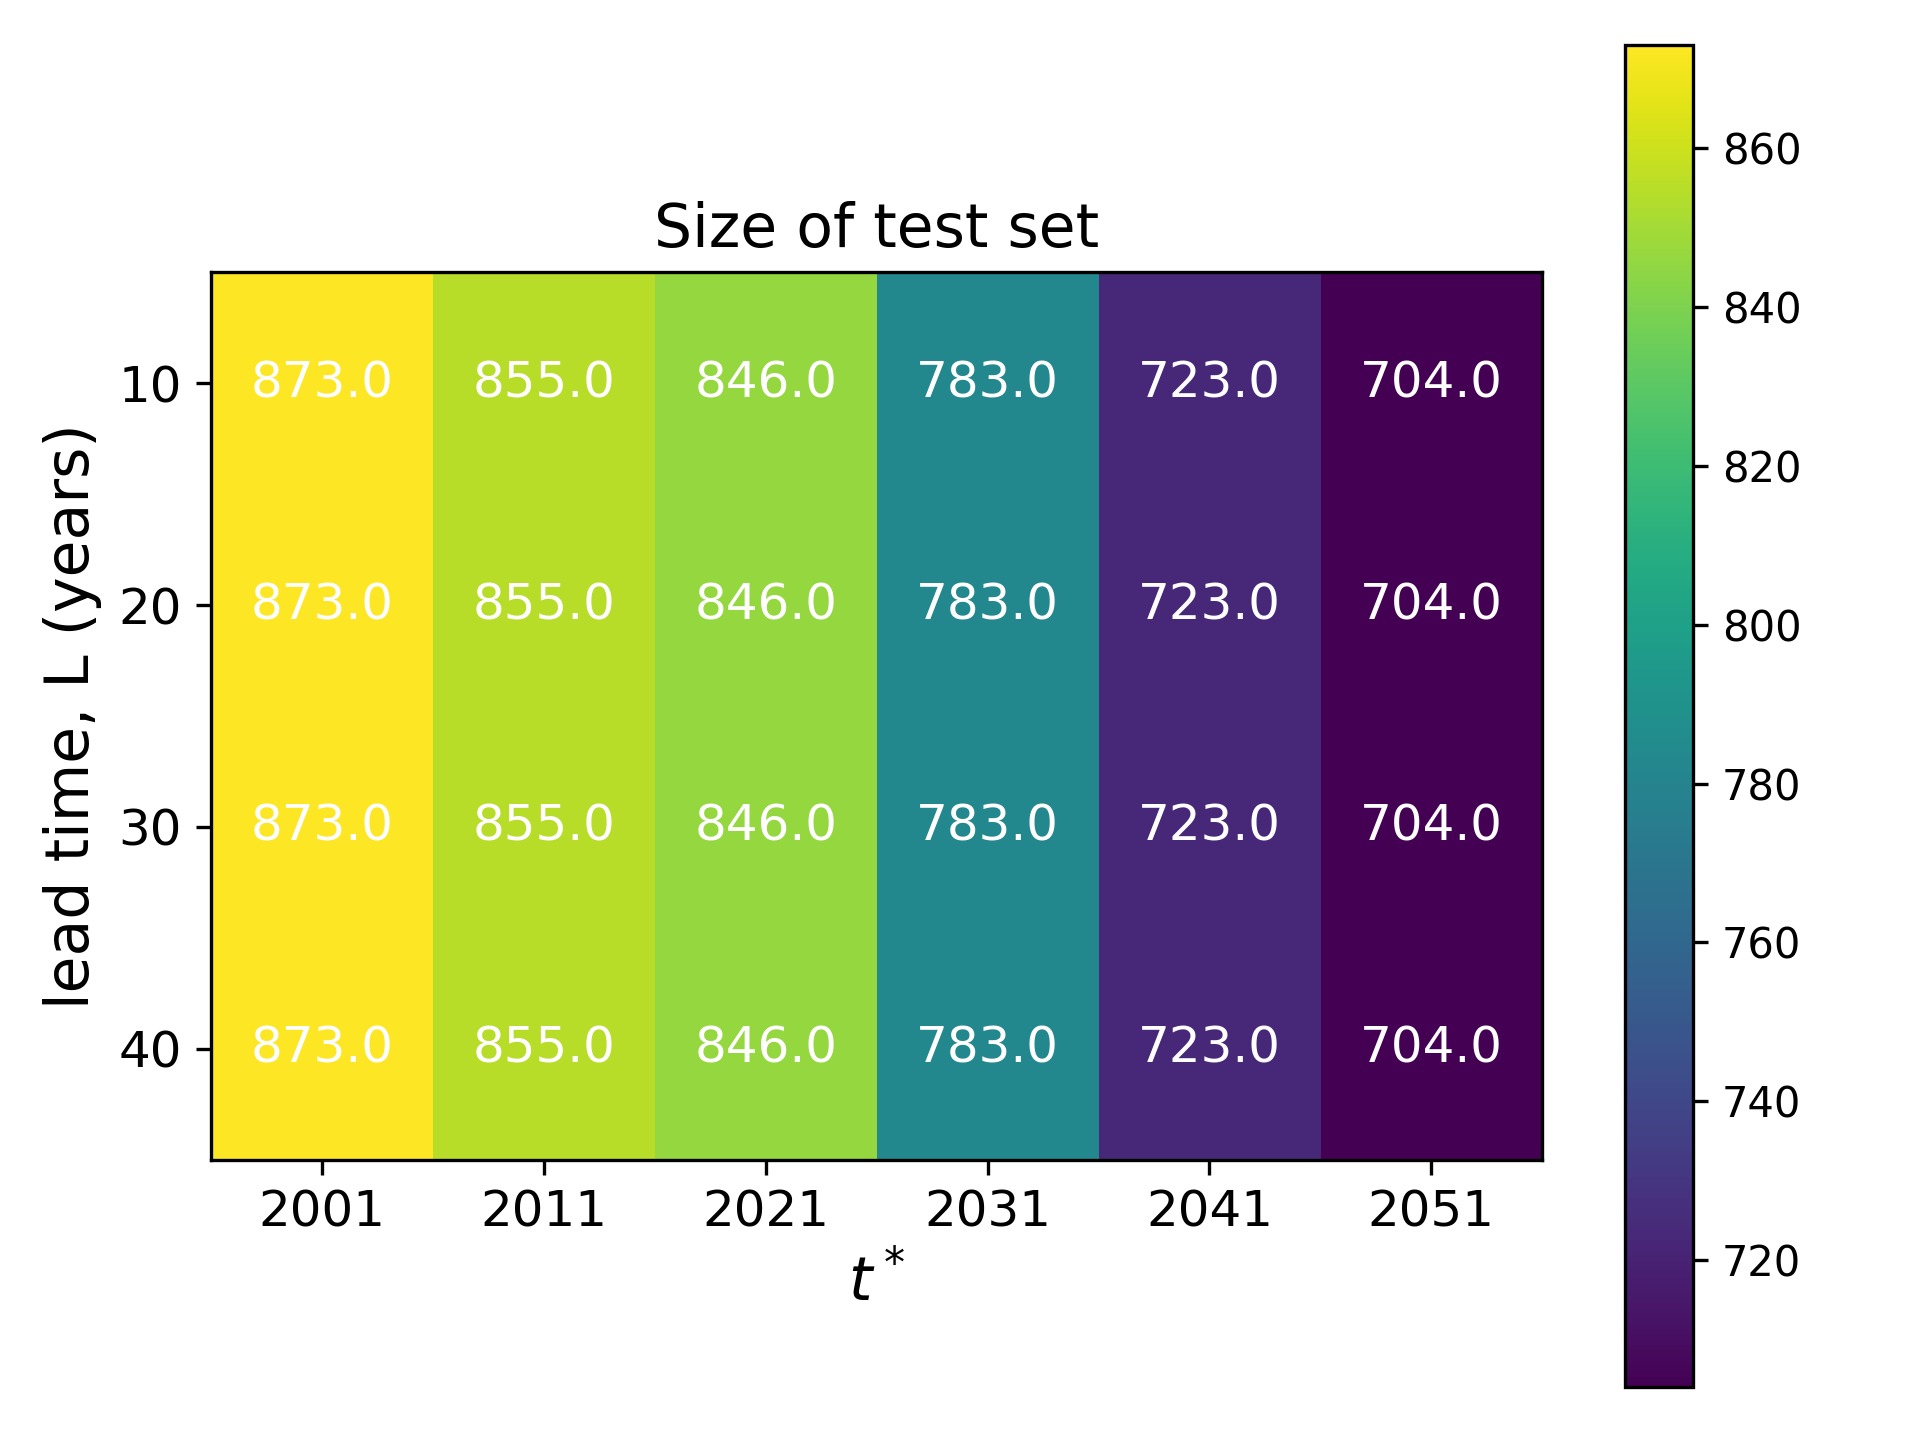 Size of test set
860
840
820
800
780
760
740
720
lead time, L (years)
10 873.0 855.0 846.0 783.0 723.0 704.0
20 873.0 855.0 846.0 783.0 723.0 704.0
30 873.0 855.0 846.0 783.0 723.0 704.0
40 873.0 855.0 846.0 783.0 723.0 704.0
2001 2011 2021 2031 2041 2051
t*